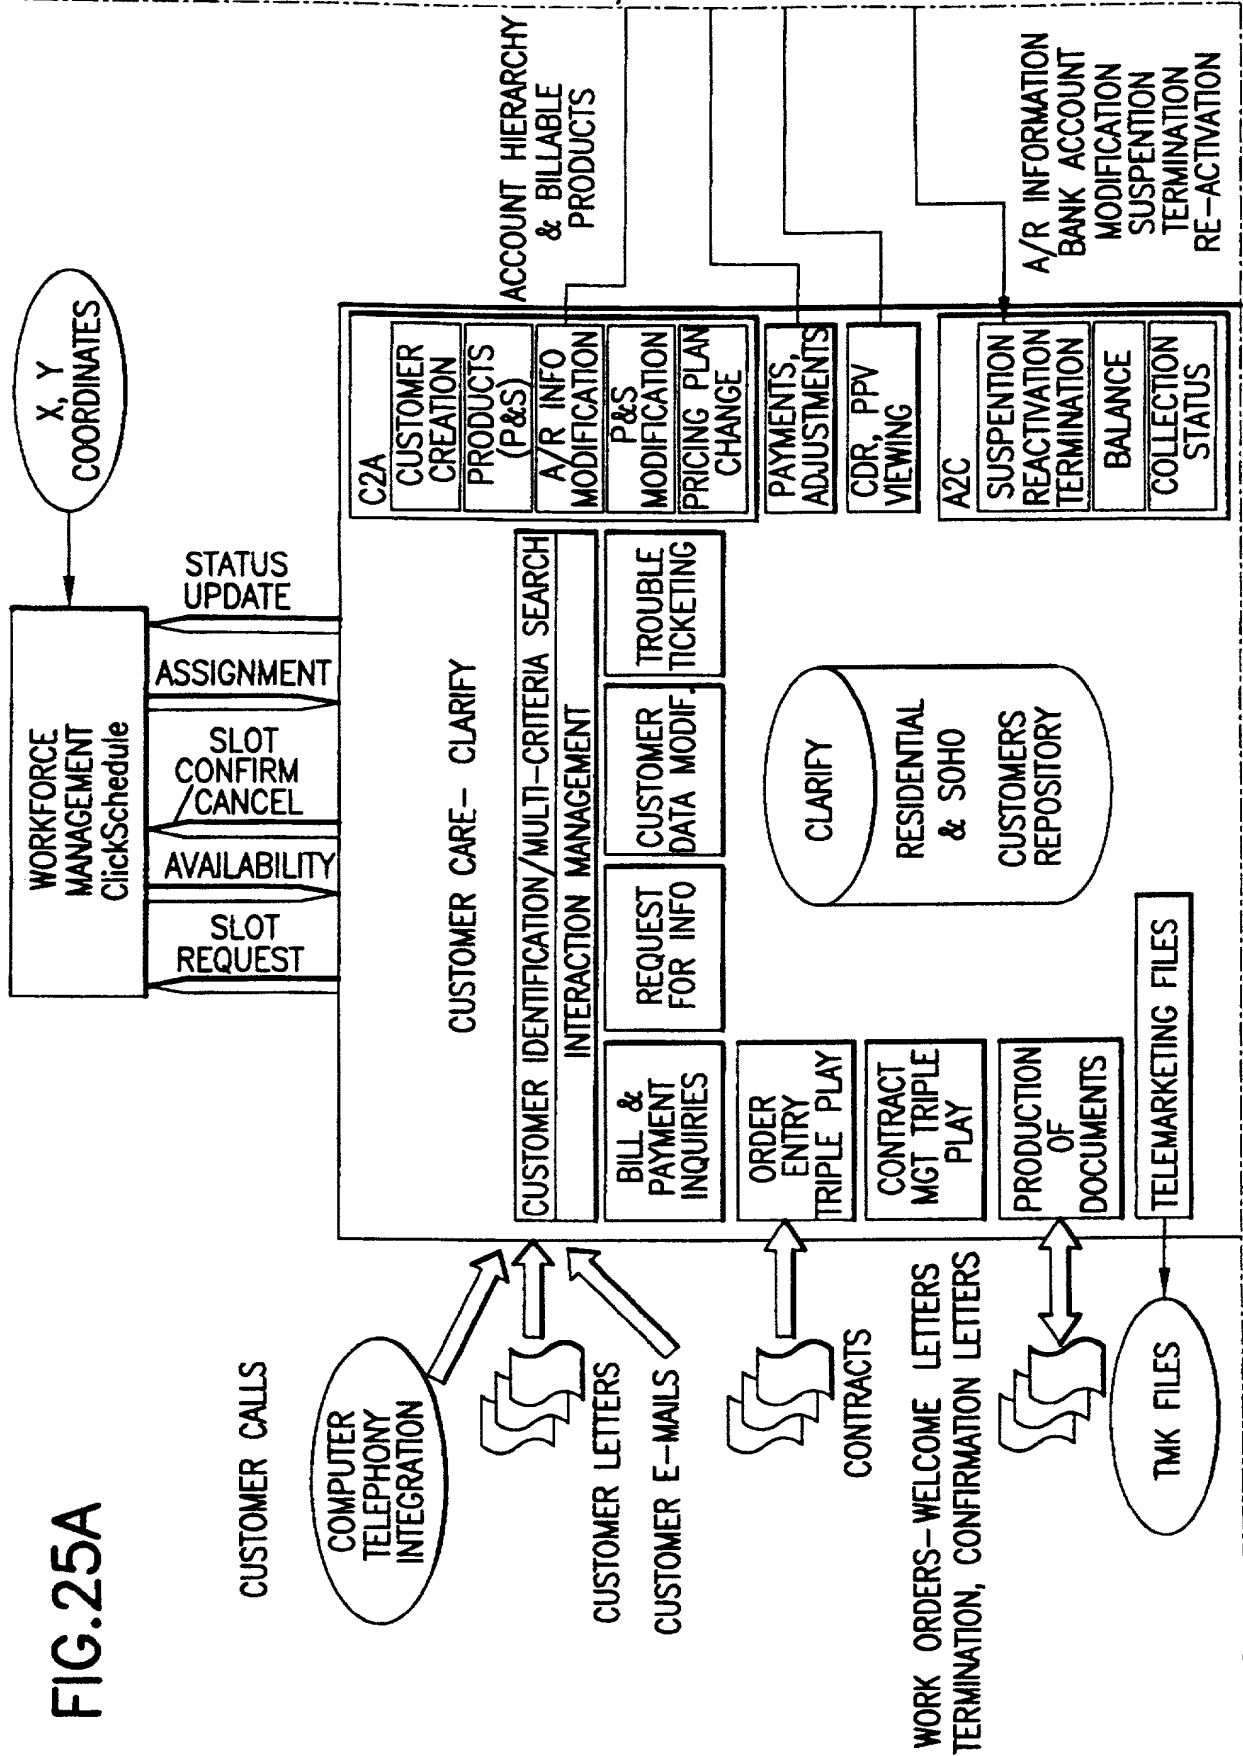 FIG.25A
X, Y
COORDINATES
WORKFORCE
MANAGEMENT
ClickSchedule
SLOT
REQUEST
AVAILABILITY
SLOT
CONFIRM
/CANCEL
ASSIGNMENT
STATUS
UPDATE
CUSTOMER CALLS
COMPUTER
TELEPHONY
INTEGRATION
CUSTOMER LETTERS
CUSTOMER E-MAILS
CONTRACTS
WORK ORDERS-WELCOME LETTERS
TERMINATION, CONFIRMATION LETTERS
TMK FILES
CUSTOMER CARE- CLARIFY
CUSTOMER IDENTIFICATION/MULTI-CRITERIA SEARCH
INTERACTION MANAGEMENT
BILL &
PAYMENT
INQUIRIES
REQUEST
FOR INFO
CUSTOMER
DATA MODIF.
TROUBLE
TICKETING
ORDER
ENTRY
TRIPLE PLAY
CONTRACT
MGT TRIPLE
PLAY
PRODUCTION
OF
DOCUMENTS
TELEMARKETING FILES
CLARIFY
RESIDENTIAL
& SOHO
CUSTOMERS
REPOSITORY
C2A
CUSTOMER
CREATION
PRODUCTS
(P&S)
A/R INFO
MODIFICATION
P&S
MODIFICATION
PRICING PLAN
CHANGE
PAYMENTS,
ADJUSTMENTS
CDR, PPV
VIEWING
A2C
SUSPENTION
REACTIVATION
TERMINATION
BALANCE
COLLECTION
STATUS
ACCOUNT HIERARCHY
& BILLABLE
PRODUCTS
A/R INFORMATION
BANK ACCOUNT
MODIFICATION
SUSPENTION
TERMINATION
RE-ACTIVATION